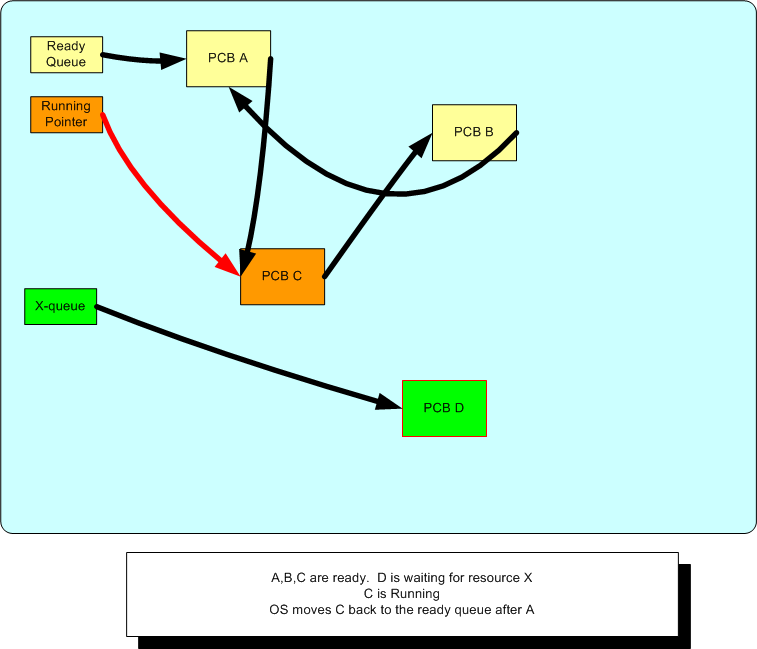 Ready
Queue
PCB A
Running
Pointer
PCB B
PCB C
X-queue
PCB D
A,B,C are ready.  D is waiting for resource X
C is Running
OS moves C back to the ready queue after A